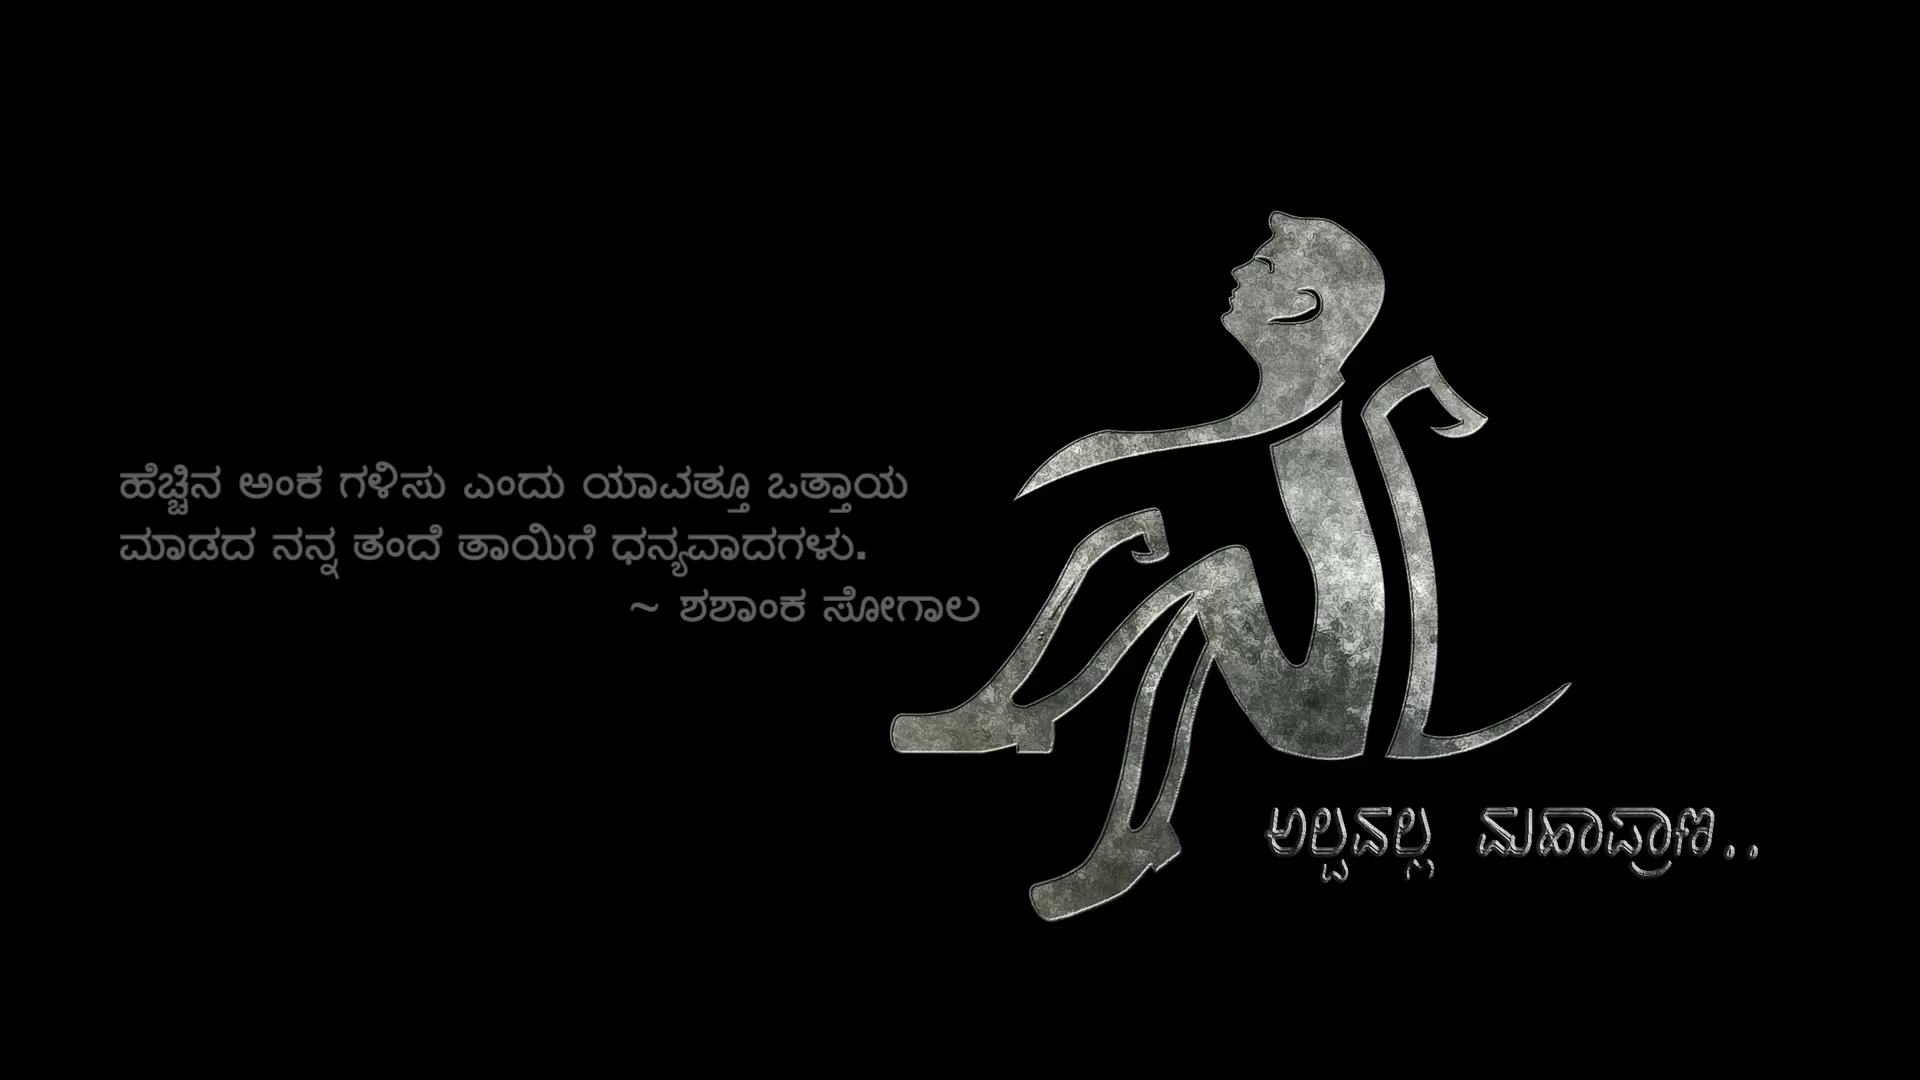 ಹೆಚ್ಚಿನ ಅಂಕ ಗಳಿಸು ಎಂದು ಯಾವತ್ತೂ ಒತ್ತಾಯ
ಮಾಡದ ನನ್ನ ತಂದೆ ತಾಯಿಗೆ ಧನ್ಯವಾದಗಳು.
~ ಶಶಾಂಕ ಸೋಗಾಲ
ಅಲ್ಪವಲ್ಲ ಮಹಾಪ್ರಾಣ..